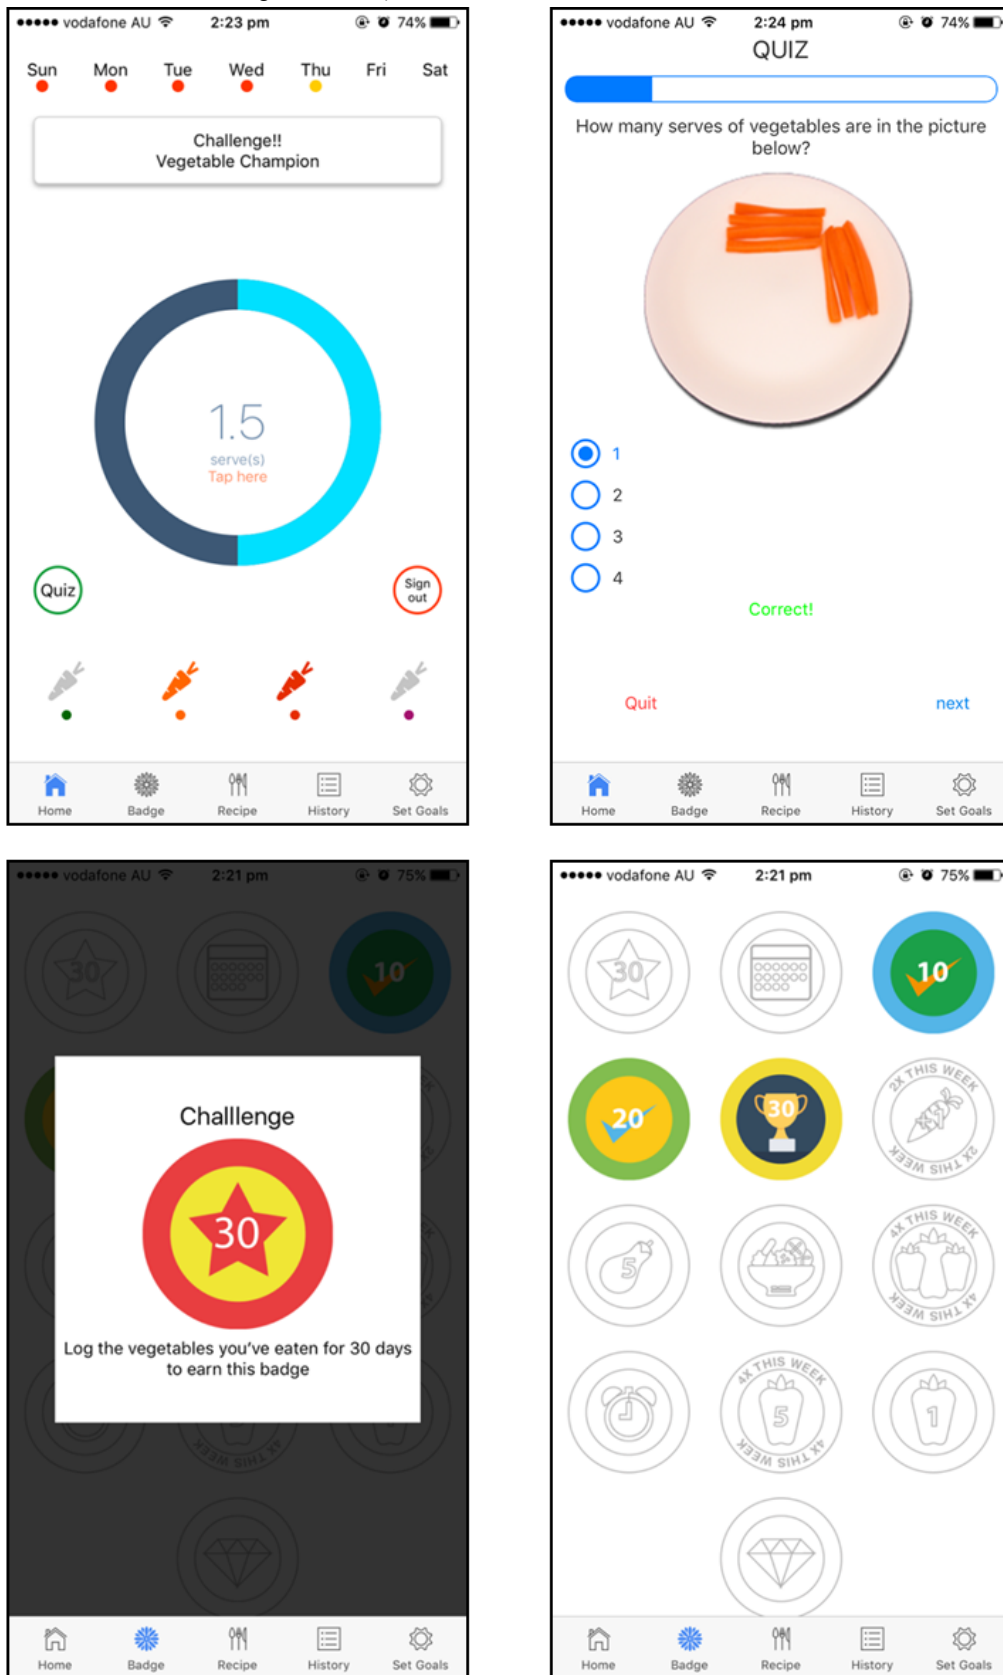 ●●●●● vodafone AU 2:23 pm 74%
Sun Mon Tue Wed Thu Fri Sat
Challenge!!
Vegetable Champion
1.5
serve(s)
Tap here
Quiz
Sign
out
Home Badge Recipe History Set Goals
●●●●● vodafone AU 2:24 pm 74%
QUIZ
How many serves of vegetables are in the picture
below?
1
2
3
4
Correct!
Quit next
Home Badge Recipe History Set Goals
●●●●● vodafone AU 2:21 pm 75%
30 10
Challlenge
30
Log the vegetables you've eaten for 30 days
to earn this badge
4X THIS WEEK
Home Badge Recipe History Set Goals
●●●●● vodafone AU 2:21 pm 75%
30 10
20 30 2X THIS WEEK +1 2X THIS WEEK
5 4X THIS WEEK 4X THIS WEEK
4X THIS WEEK 5 4X THIS WEEK 1
Home Badge Recipe History Set Goals